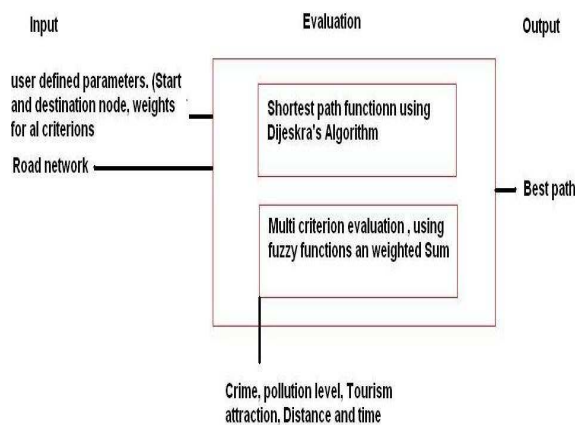 Input
Evaluation
Output
user defined parameters. (Start
and destination node, weights
for al criterions
Road network
Shortest path functionn using
Dijeskra's Algorithm
Multi criterion evaluation , using
fuzzy functions an weighted Sum
Best path
Crime, pollution level, Tourism
attraction, Distance and time